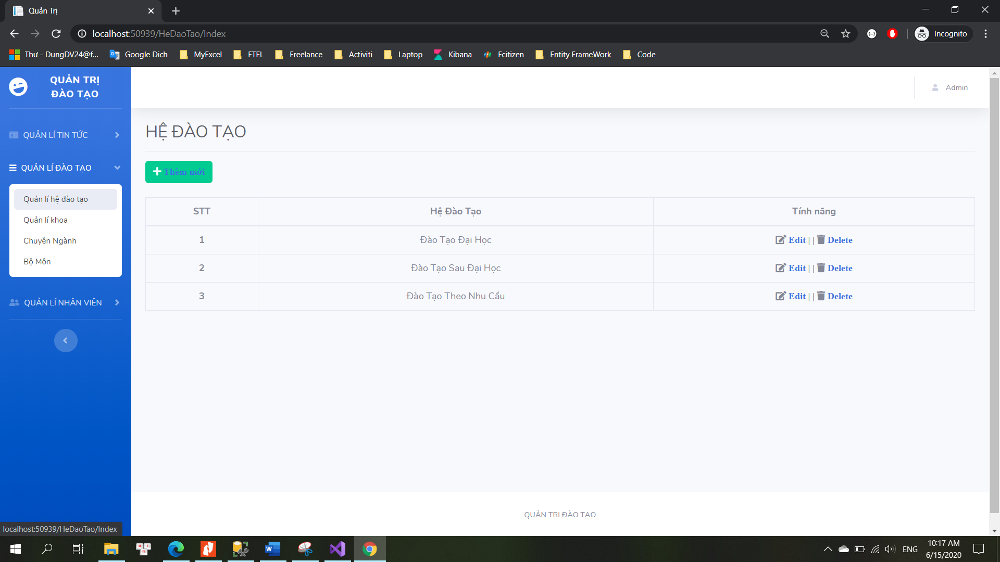 Quản Trị
localhost:50939/HeDaoTao/Index
Incognito
Thư - DungDV24@f...
Google Dịch
MyExcel
FTEL
Freelance
Activiti
Laptop
Kibana
Fcitizen
Entity FrameWork
Code
QUẢN TRỊ
ĐÀO TẠO
Admin
QUẢN LÍ TIN TỨC
QUẢN LÍ ĐÀO TẠO
Quản lí hệ đào tạo
Quản lí khoa
Chuyên Ngành
Bộ Môn
QUẢN LÍ NHÂN VIÊN
HỆ ĐÀO TẠO
Thêm mới
STT Hệ Đào Tạo Tính năng
1 Đào Tạo Đại Học Edit || Delete
2 Đào Tạo Sau Đại Học Edit || Delete
3 Đào Tạo Theo Nhu Cầu Edit || Delete
QUẢN TRỊ ĐÀO TẠO
localhost:50939/HeDaoTao/Index
ENG
10:17 AM
6/15/2020